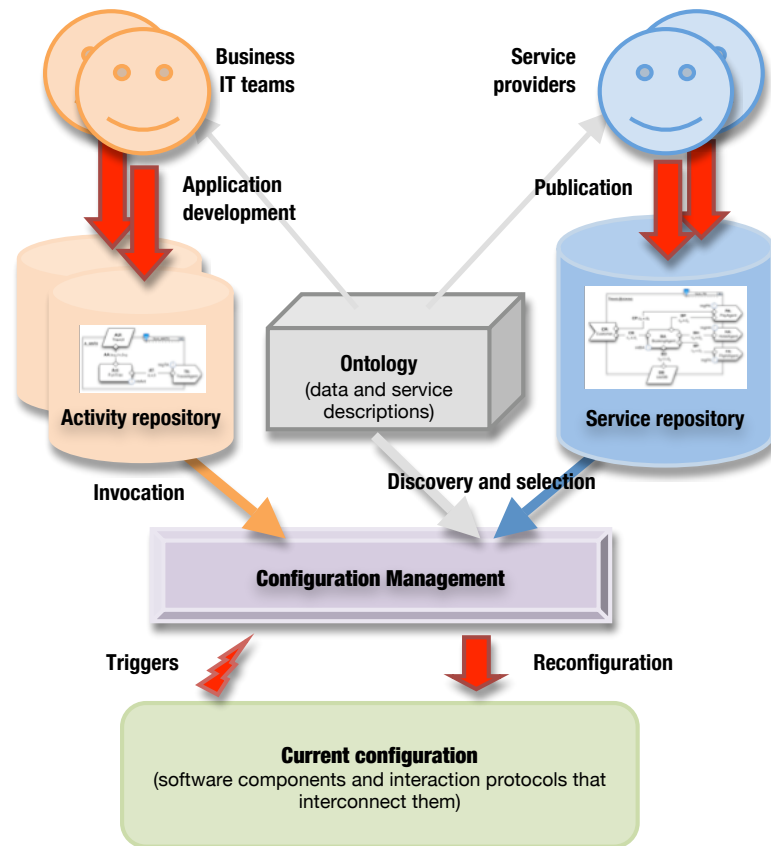 Business
IT teams
Service
providers
Application
development
Publication
Ontology
(data and service
descriptions)
Activity repository
Service repository
Invocation
Discovery and selection
Configuration Management
Triggers
Reconfiguration
Current configuration
(software components and interaction protocols that
interconnect them)